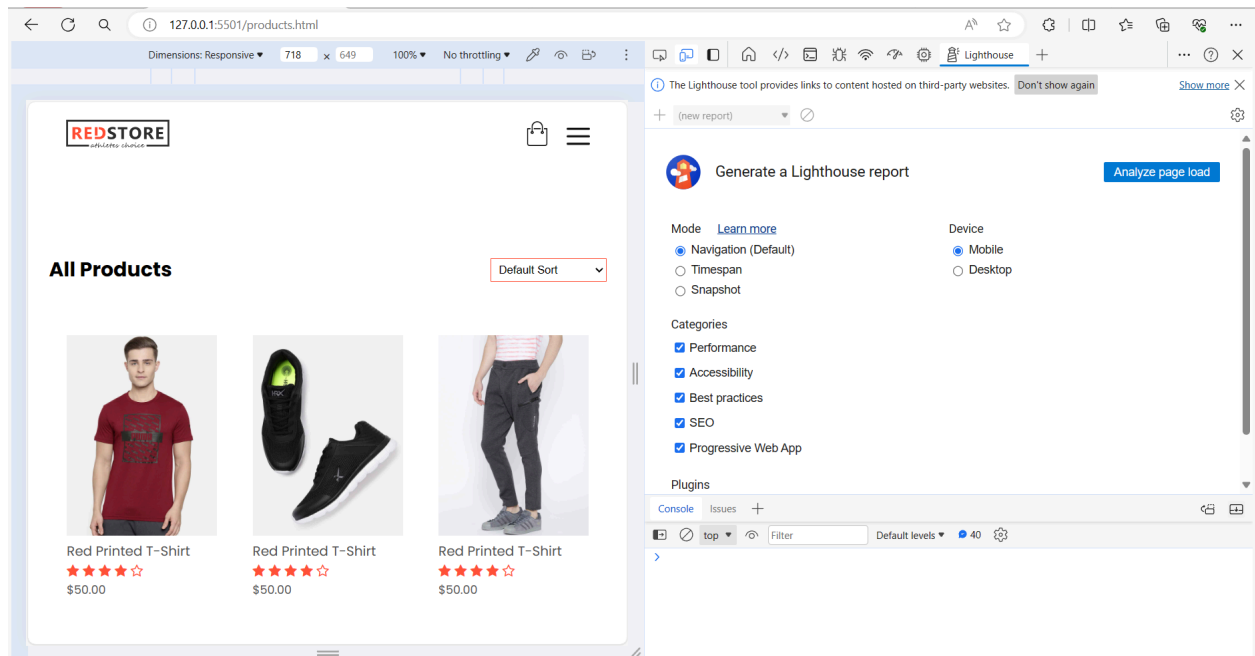 127.0.0.1:5501/products.html
Dimensions: Responsive 718 x 649 100% No throttling
Lighthouse
The Lighthouse tool provides links to content hosted on third-party websites. Don't show again Show more
(new report)
REDSTORE
athletes choice
Generate a Lighthouse report
Analyze page load
Mode Learn more
Device
Navigation (Default)
Mobile
Timespan
Desktop
Snapshot
All Products
Default Sort
Categories
Performance
Accessibility
Best practices
SEO
Progressive Web App
Plugins
Console Issues
top Filter Default levels 40
Red Printed T-Shirt
$50.00
Red Printed T-Shirt
$50.00
Red Printed T-Shirt
$50.00